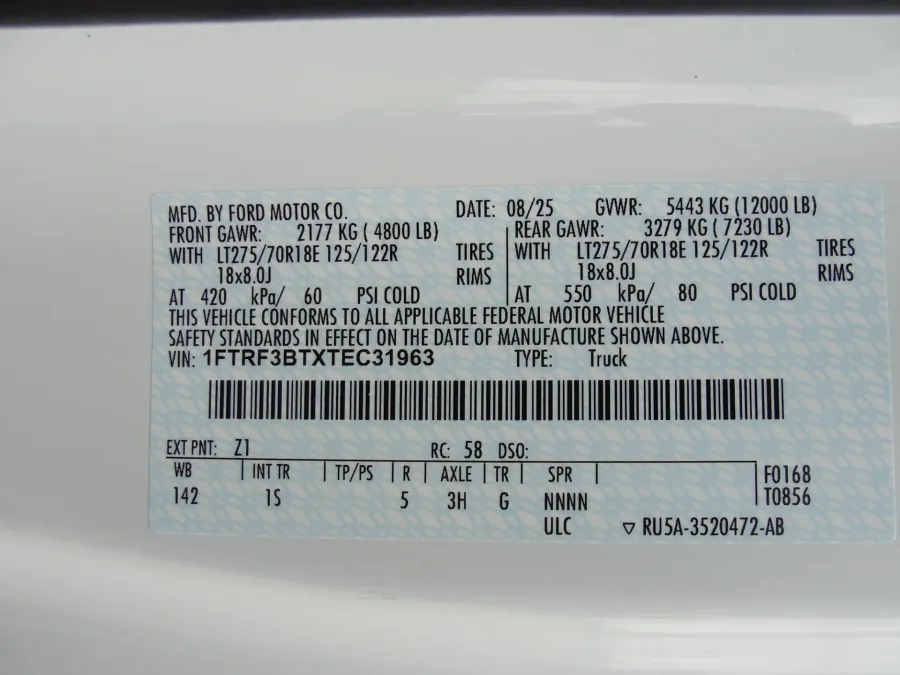 MFD. BY FORD MOTOR CO. DATE: 08/25 GVWR: 5443 KG (12000 LB)
FRONT GAWR: 2177 KG ( 4800 LB) REAR GAWR: 3279 KG ( 7230 LB)
WITH LT275/70R18E 125/122R TIRES WITH LT275/70R18E 125/122R TIRES
18x8.0J RIMS 18x8.0J RIMS
AT 420 kPa/ 60 PSI COLD AT 550 kPa/ 80 PSI COLD
THIS VEHICLE CONFORMS TO ALL APPLICABLE FEDERAL MOTOR VEHICLE
SAFETY STANDARDS IN EFFECT ON THE DATE OF MANUFACTURE SHOWN ABOVE.
VIN: 1FTRF3BTXTEC31963 TYPE: Truck
EXT PNT: Z1 RC: 58 DSO:
WB INT TR TP/PS R AXLE TR SPR F0168
142 1S 5 3H G NNNN T0856
ULC RU5A-3520472-AB